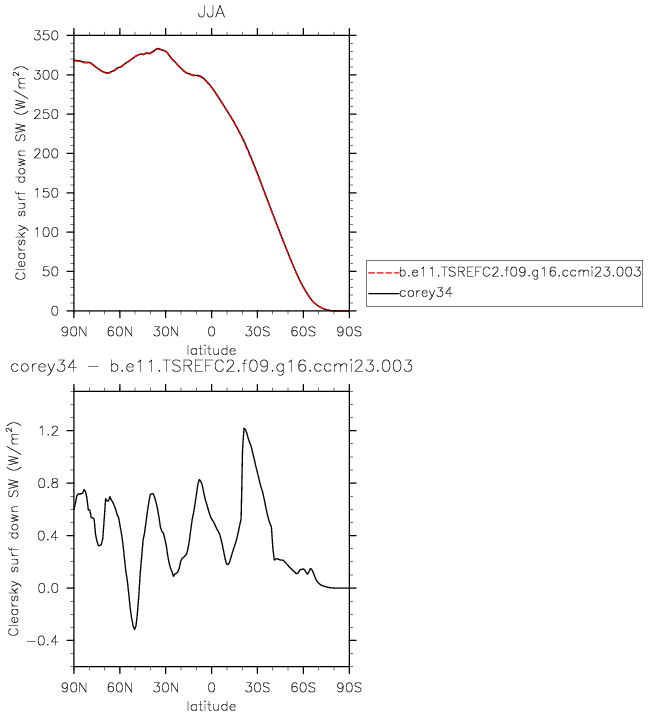 JJA
Clearsky surf down SW (W/m²)
350
300
250
200
150
100
50
0
90N 60N 30N 0 30S 60S 90S
latitude
b.e11.TSREFC2.f09.g16.ccmi23.003
corey34
corey34 − b.e11.TSREFC2.f09.g16.ccmi23.003
Clearsky surf down SW (W/m²)
1.2
0.8
0.4
0.0
−0.4
90N 60N 30N 0 30S 60S 90S
latitude